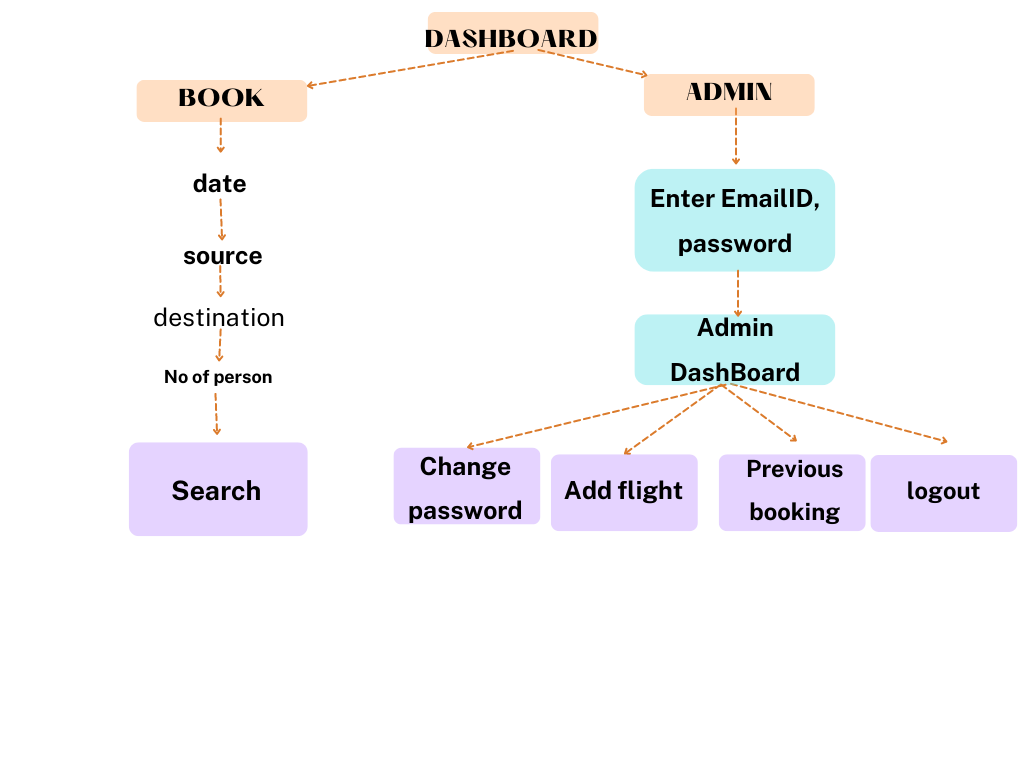 DASHBOARD
BOOK
ADMIN
date
source
destination
No of person
Search
Enter EmailID,
password
Admin
DashBoard
Change
password
Add flight
Previous
booking
logout